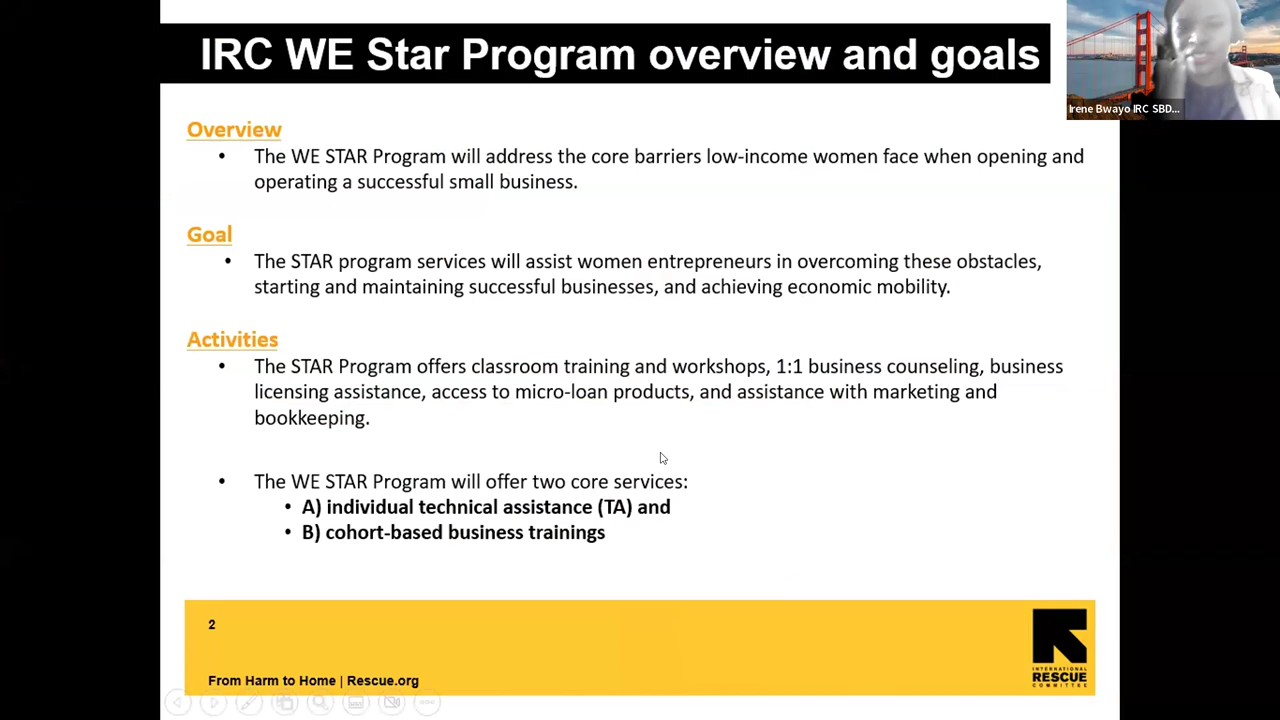 IRC WE Star Program overview and goals
Irene Bwayo IRC SBD...
Overview
• The WE STAR Program will address the core barriers low-income women face when opening and
operating a successful small business.
Goal
• The STAR program services will assist women entrepreneurs in overcoming these obstacles,
starting and maintaining successful businesses, and achieving economic mobility.
Activities
• The STAR Program offers classroom training and workshops, 1:1 business counseling, business
licensing assistance, access to micro-loan products, and assistance with marketing and
bookkeeping.
• The WE STAR Program will offer two core services:
• A) individual technical assistance (TA) and
• B) cohort-based business trainings
2
From Harm to Home | Rescue.org
INTERNATIONAL
RESCUE
COMMITTEE